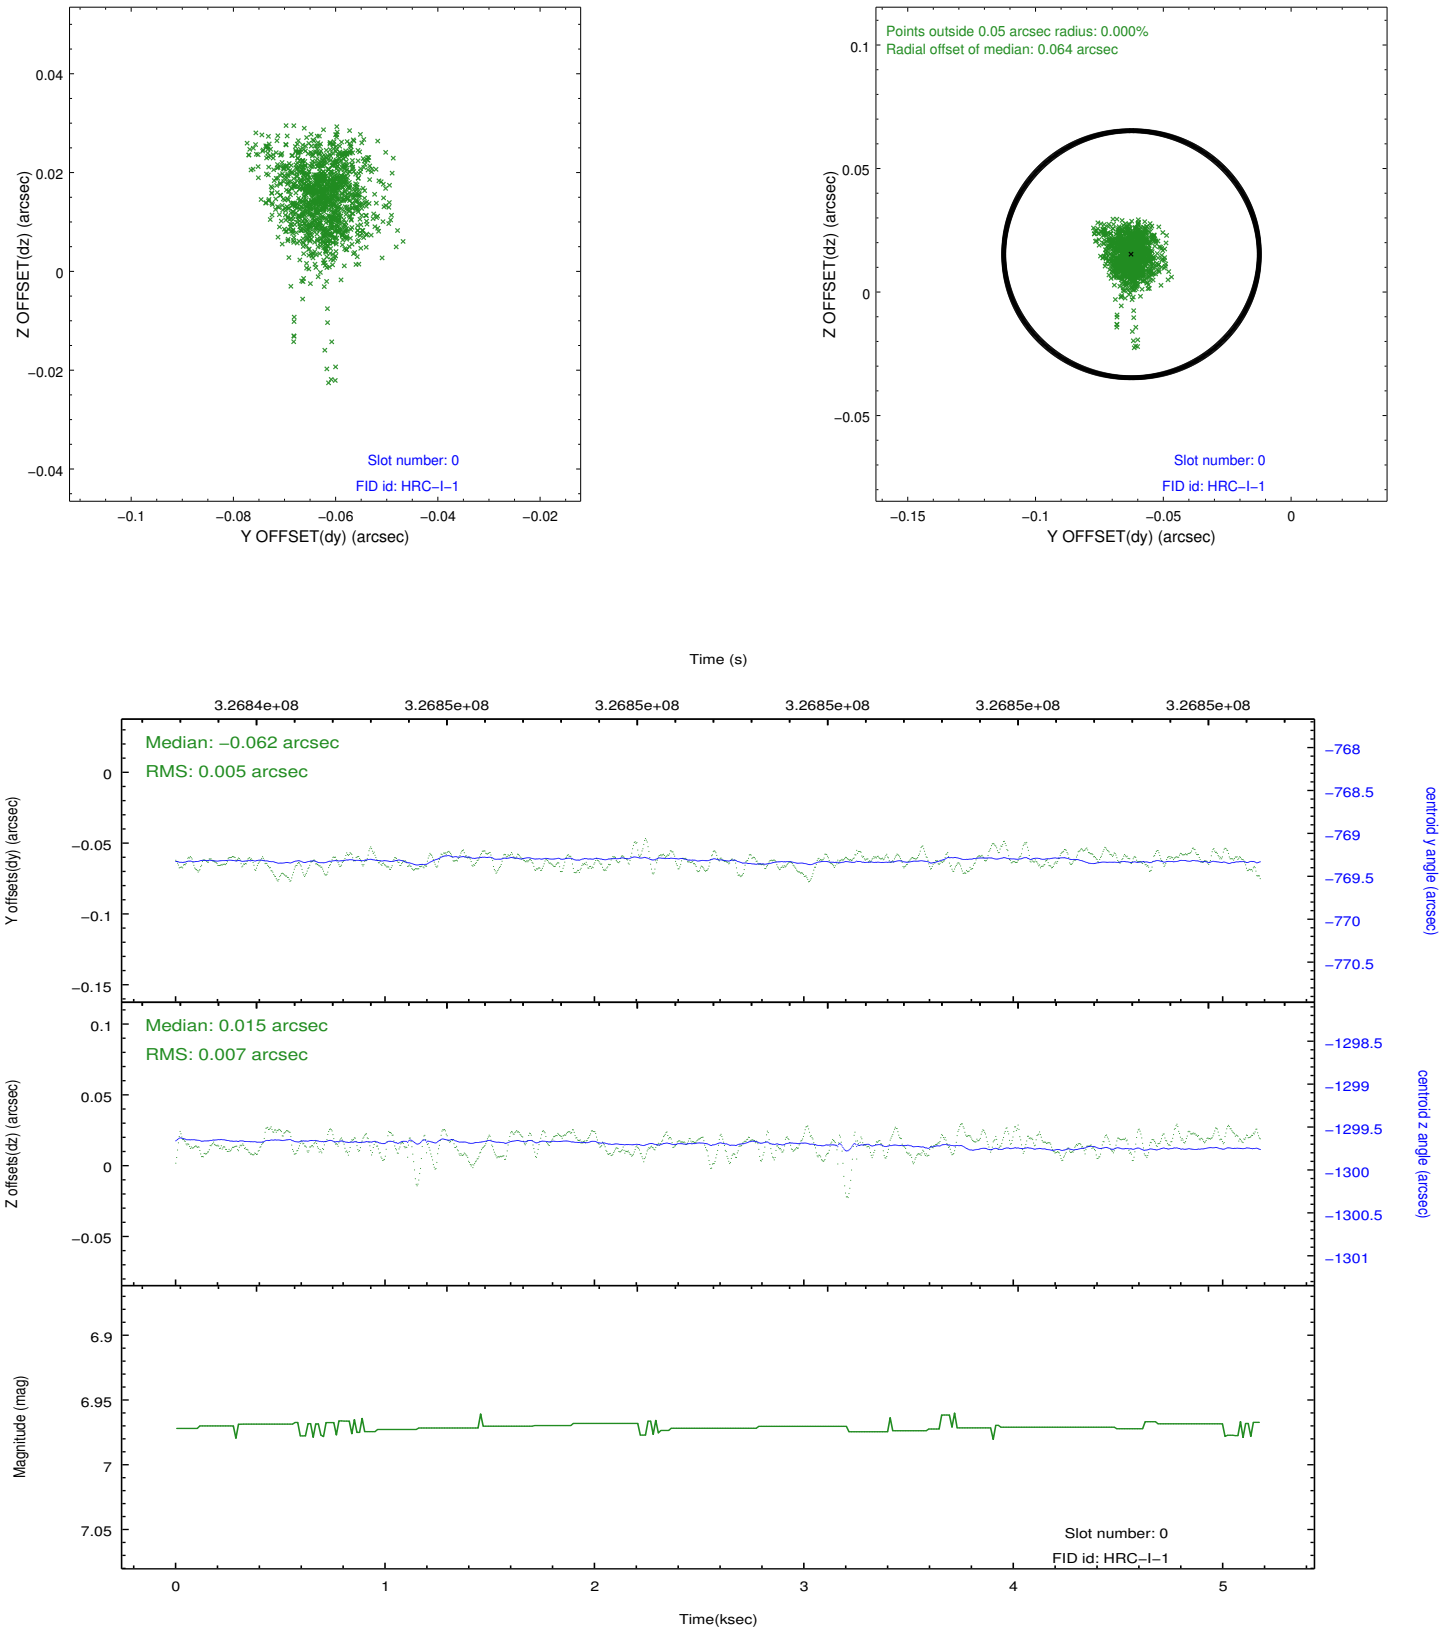 0.04
0.02
0
−0.02
−0.04
Z OFFSET(dz) (arcsec)
Slot number: 0
FID id: HRC−I−1
−0.1
−0.08
−0.06
−0.04
−0.02
Y OFFSET(dy) (arcsec)
Points outside 0.05 arcsec radius: 0.000%
Radial offset of median: 0.064 arcsec
0.1
0.05
0
−0.05
Z OFFSET(dz) (arcsec)
Slot number: 0
FID id: HRC−I−1
−0.15
−0.1
−0.05
0
Y OFFSET(dy) (arcsec)
Time (s)
3.2684e+08
3.2685e+08
3.2685e+08
3.2685e+08
3.2685e+08
3.2685e+08
Median: −0.062 arcsec
RMS: 0.005 arcsec
0
−0.05
−0.1
−0.15
Y offsets(dy) (arcsec)
−768
−768.5
−769
−769.5
−770
−770.5
centroid y angle (arcsec)
Median: 0.015 arcsec
RMS: 0.007 arcsec
0.1
0.05
0
−0.05
Z offsets(dz) (arcsec)
−1298.5
−1299
−1299.5
−1300
−1300.5
−1301
centroid z angle (arcsec)
6.9
6.95
7
7.05
Magnitude (mag)
Slot number: 0
FID id: HRC−I−1
0
1
2
3
4
5
Time(ksec)